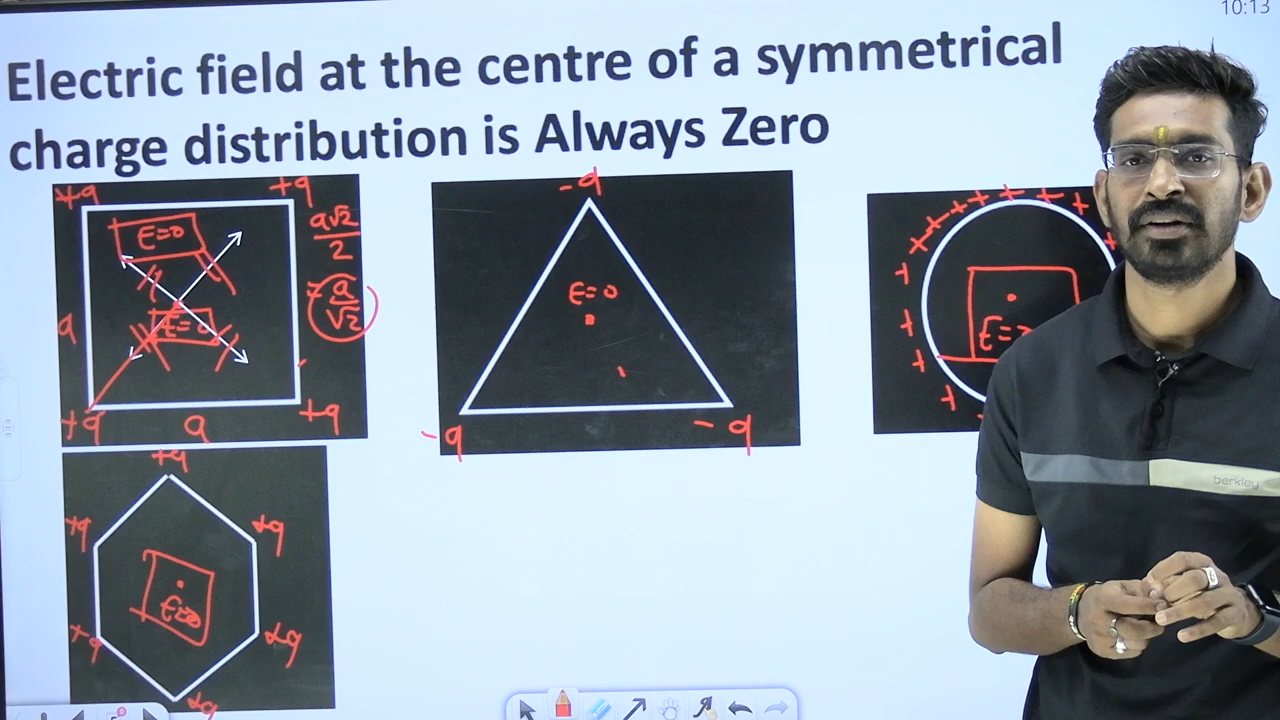 10:13
Electric field at the centre of a symmetrical
charge distribution is Always Zero
+q
+q
E=0
a√2
2
a
√2
E=0
a
+q
a
+q
-q
E=0
-q
-q
+ + + + + + + + + + + +
+q
+q
+q
E=0
+q
+q
+q
berkley